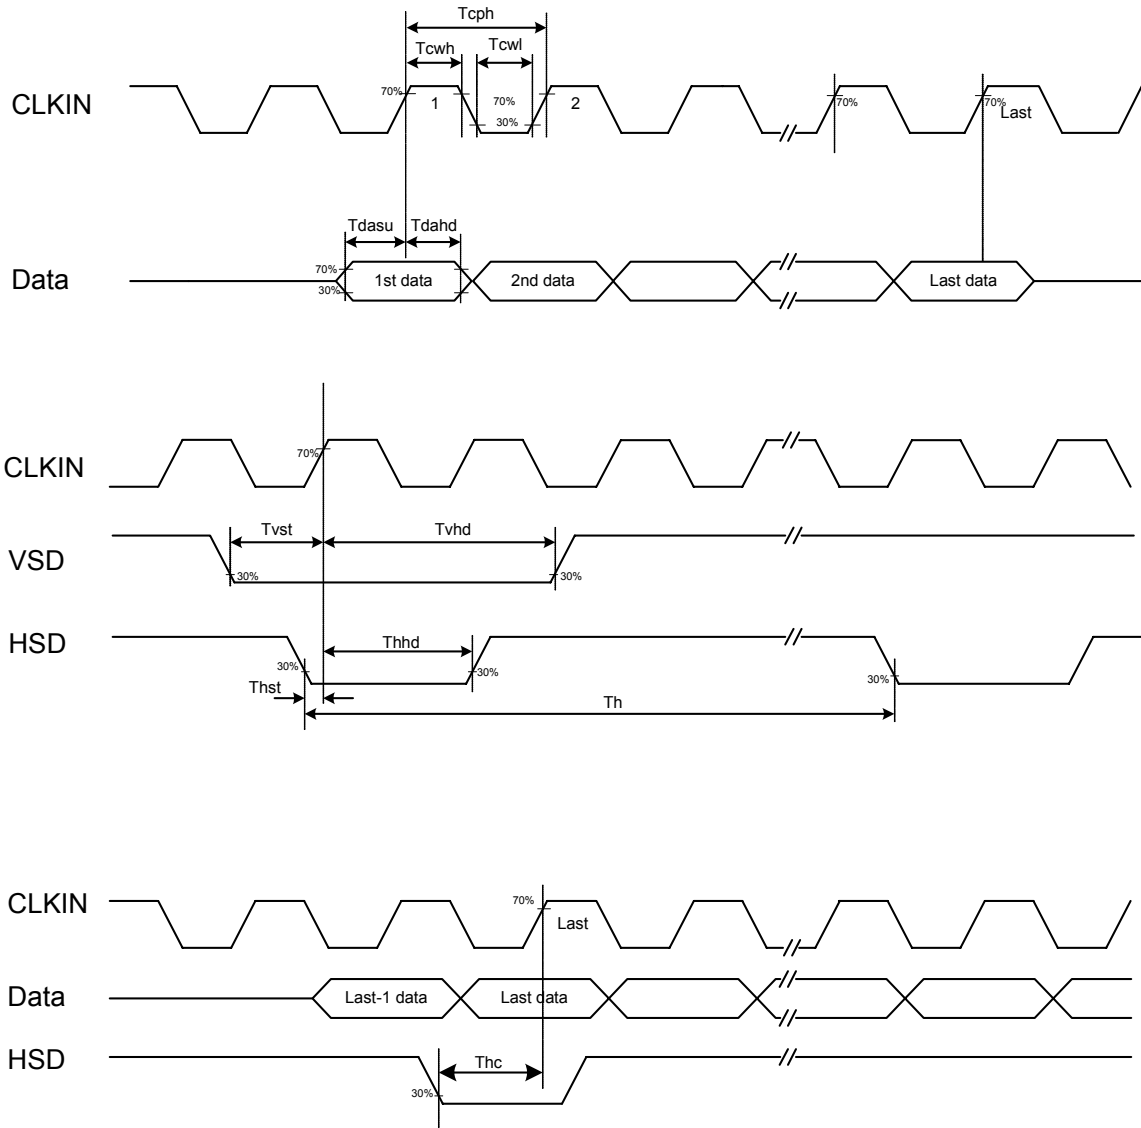 Tcph
Tcwh Tcwl
CLKIN 70% 1 70% 2 70% 70%
30% Last
Tdasu Tdahd
Data 70% 1st data 2nd data Last data
30%
CLKIN 70%
Tvst Tvhd
VSD 30% 30%
HSD Thhd
30% 30% 30%
Thst Th
CLKIN 70% Last
Data Last-1 data Last data
HSD Thc
30%